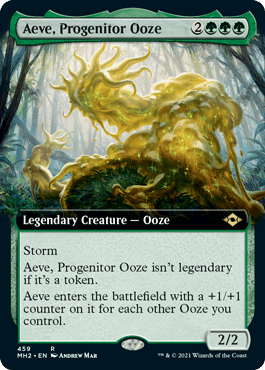 Aeve, Progenitor Ooze 2
Legendary Creature — Ooze
Storm
Aeve, Progenitor Ooze isn't legendary
if it's a token.
Aeve enters the battlefield with a +1/+1
counter on it for each other Ooze you
control.
2/2
459 R
MH2 • EN Andrew Mar
™ & © 2021 Wizards of the Coast